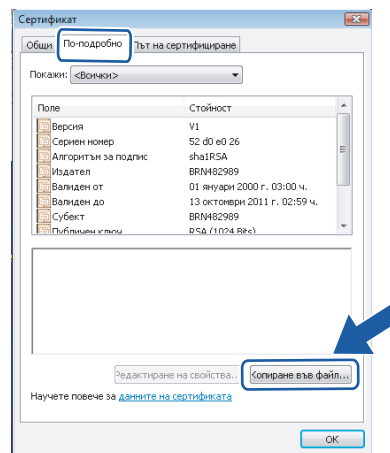 Сертификат
Общи По-подробно Път на сертифициране
Покажи: <Всички>
Поле Стойност
Версия V1
Сериен номер 52 d0 e0 26
Алгоритъм за подпис sha1RSA
Издател BRN482989
Валиден от 01 януари 2000 г. 03:00 ч.
Валиден до 13 октомври 2011 г. 02:59 ч.
Субект BRN482989
Публичен ключ RSA (1024 Bits)
Редактиране на свойства... Копиране във файл...
Научете повече за данните на сертификата
ОК